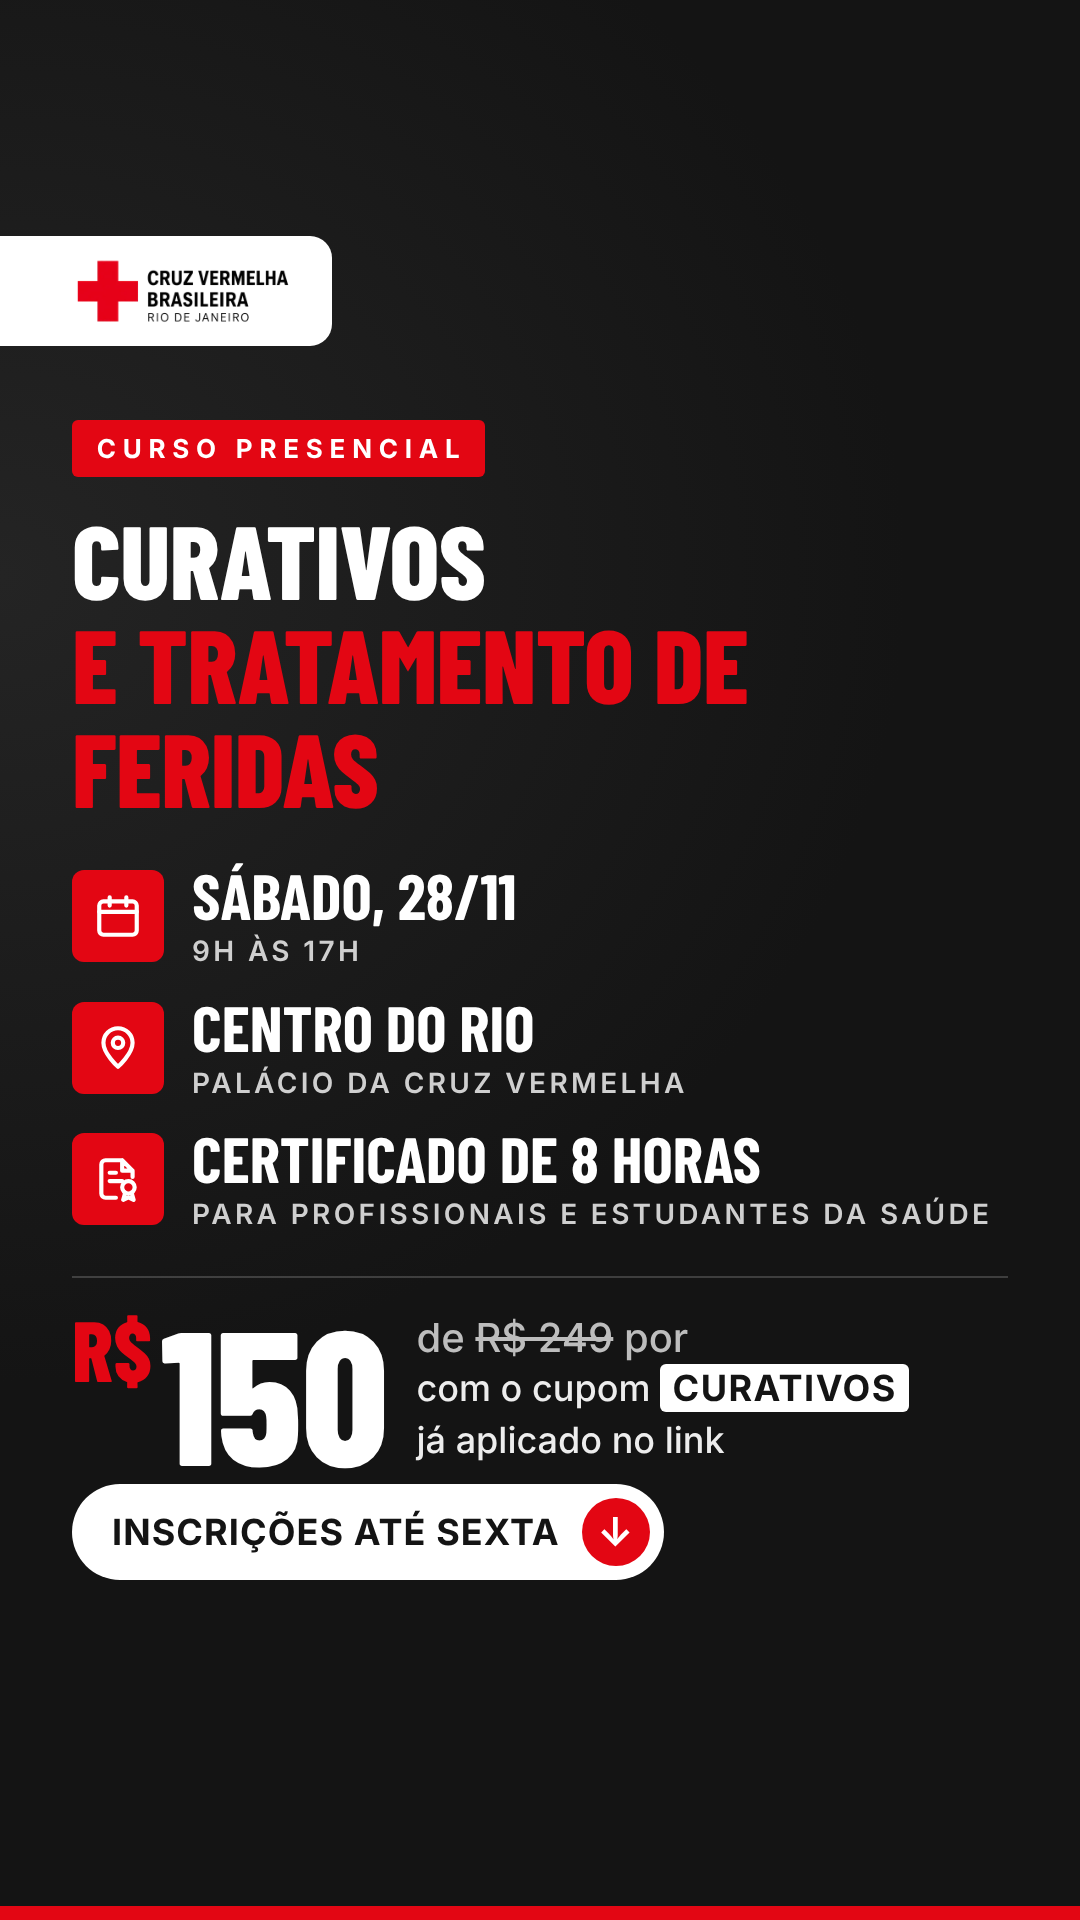 CRUZ VERMELHA
BRASILEIRA
RIO DE JANEIRO
CURSO PRESENCIAL
CURATIVOS
E TRATAMENTO DE
FERIDAS
SÁBADO, 28/11
9H ÀS 17H
CENTRO DO RIO
PALÁCIO DA CRUZ VERMELHA
CERTIFICADO DE 8 HORAS
PARA PROFISSIONAIS E ESTUDANTES DA SAÚDE
R$ 150
de R$ 249 por
com o cupom CURATIVOS
já aplicado no link
INSCRIÇÕES ATÉ SEXTA